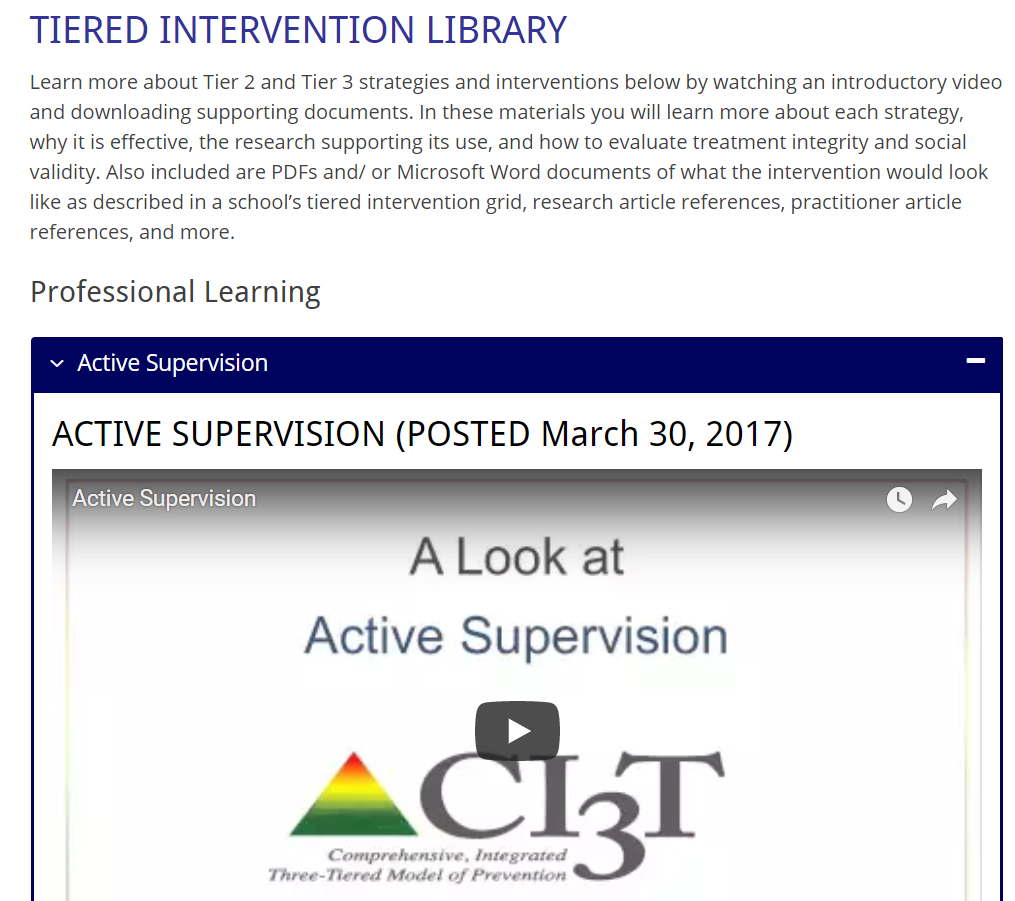 TIERED INTERVENTION LIBRARY
Learn more about Tier 2 and Tier 3 strategies and interventions below by watching an introductory video
and downloading supporting documents. In these materials you will learn more about each strategy,
why it is effective, the research supporting its use, and how to evaluate treatment integrity and social
validity. Also included are PDFs and/ or Microsoft Word documents of what the intervention would look
like as described in a school’s tiered intervention grid, research article references, practitioner article
references, and more.
Professional Learning
Active Supervision
ACTIVE SUPERVISION (POSTED March 30, 2017)
Active Supervision
A Look at
Active Supervision
CI3T
Comprehensive, Integrated
Three-Tiered Model of Prevention